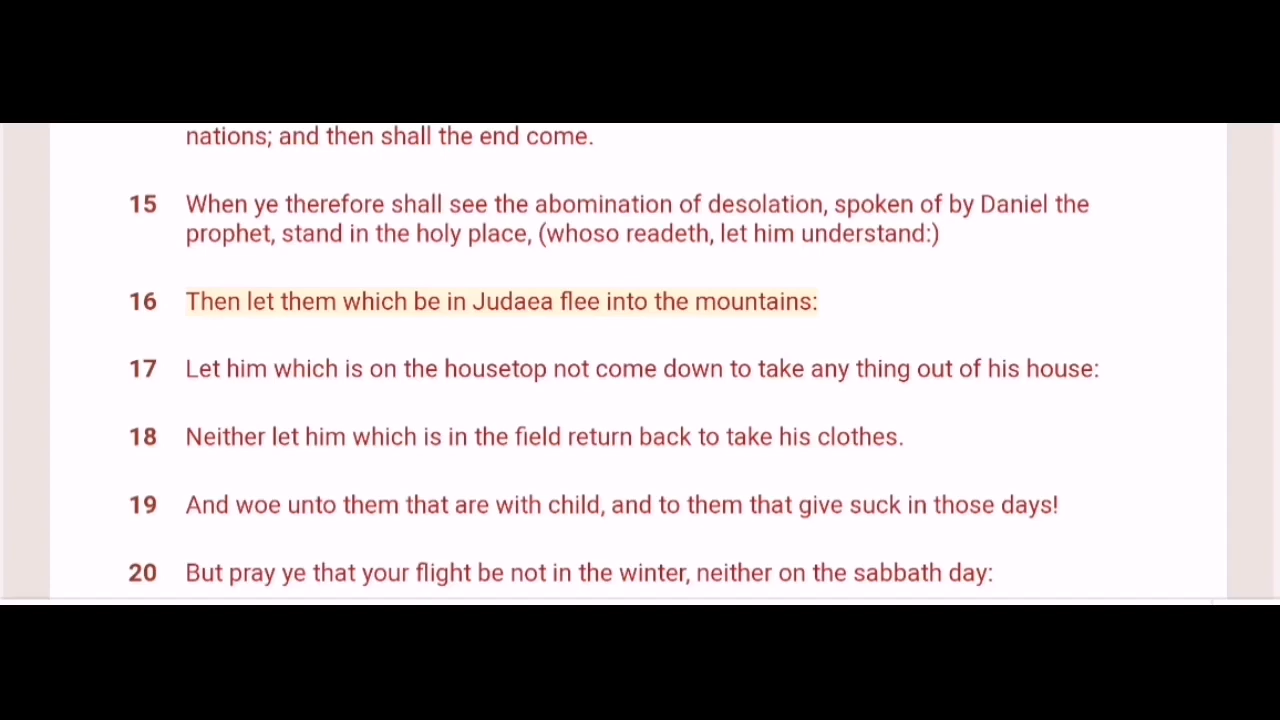 nations; and then shall the end come.
15 When ye therefore shall see the abomination of desolation, spoken of by Daniel the
prophet, stand in the holy place, (whoso readeth, let him understand:)
16 Then let them which be in Judaea flee into the mountains:
17 Let him which is on the housetop not come down to take any thing out of his house:
18 Neither let him which is in the field return back to take his clothes.
19 And woe unto them that are with child, and to them that give suck in those days!
20 But pray ye that your flight be not in the winter, neither on the sabbath day: